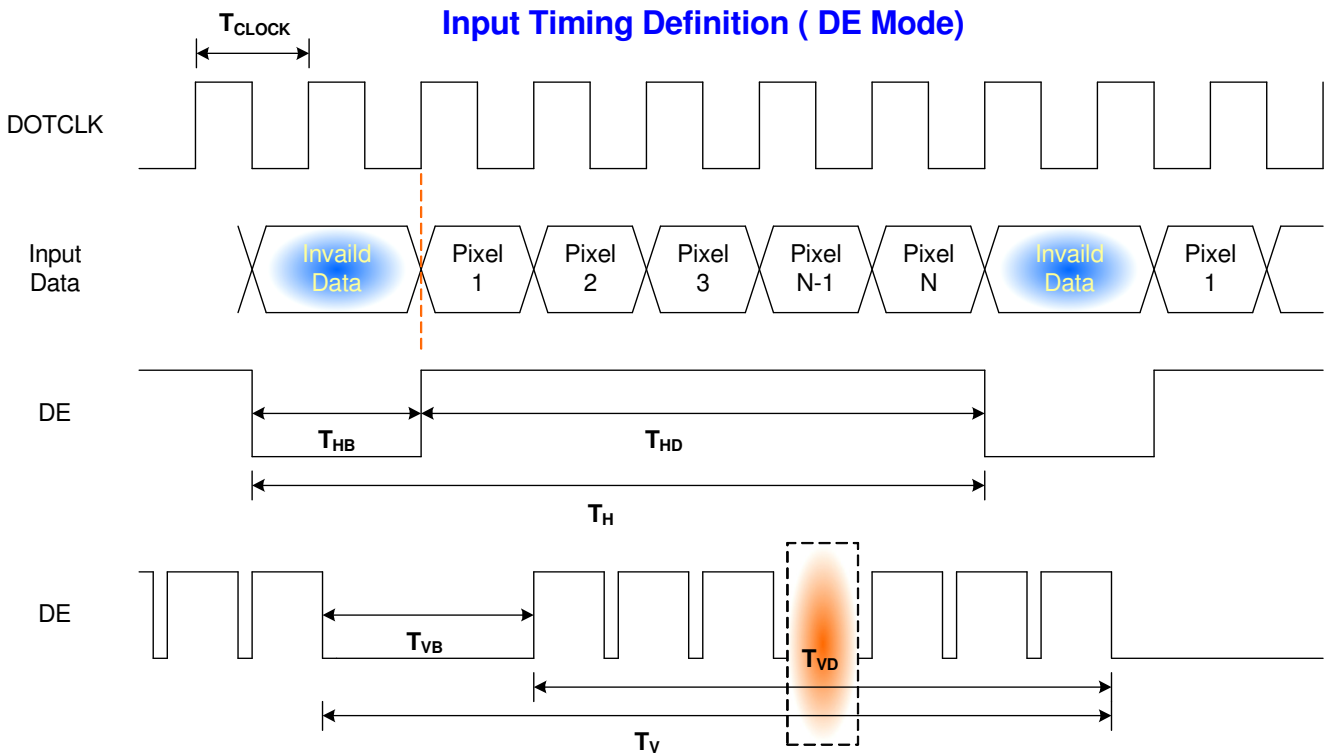 Input Timing Definition ( DE Mode)
TCLOCK
DOTCLK
Input
Data
Invaild
Data
Pixel
1
Pixel
2
Pixel
3
Pixel
N-1
Pixel
N
Invaild
Data
Pixel
1
DE
THB
THD
TH
DE
TVB
TVD
TV